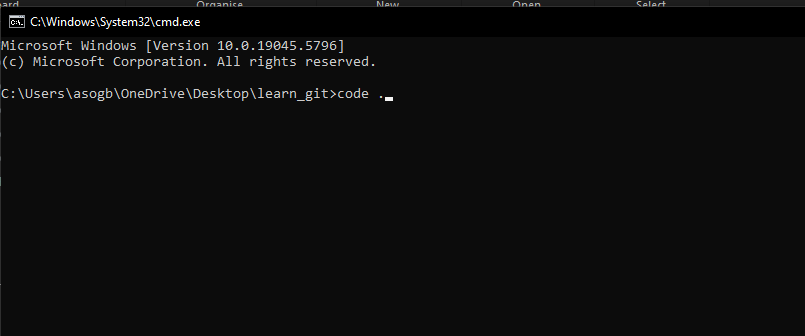 Organise New Open Select
C:\Windows\System32\cmd.exe
Microsoft Windows [Version 10.0.19045.5796]
(c) Microsoft Corporation. All rights reserved.
C:\Users\asogb\OneDrive\Desktop\learn_git>code .